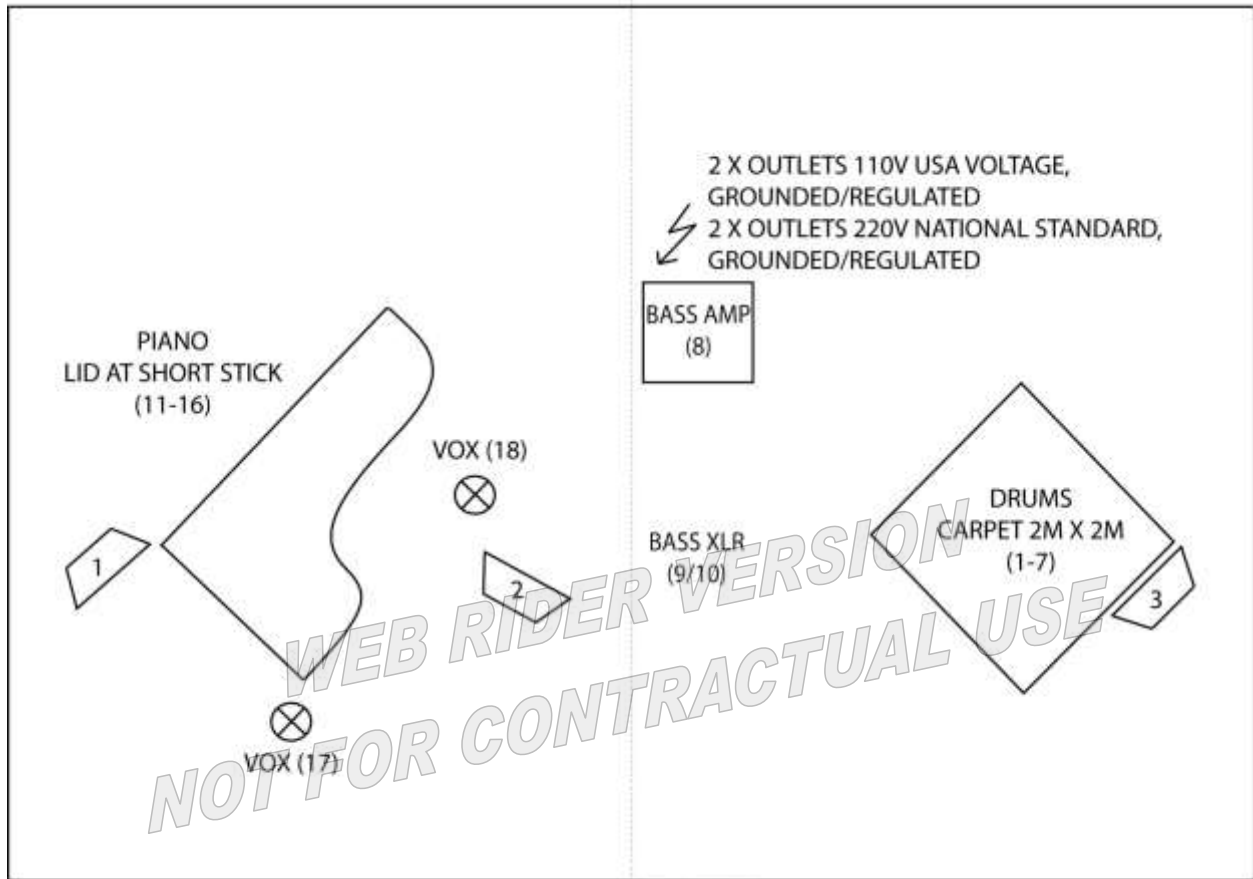 2 X OUTLETS 110V USA VOLTAGE,
GROUNDED/REGULATED
2 X OUTLETS 220V NATIONAL STANDARD,
GROUNDED/REGULATED
BASS AMP
(8)
PIANO
LID AT SHORT STICK
(11-16)
VOX (18)
DRUMS
CARPET 2M X 2M
(1-7)
BASS XLR
(9/10)
1
2
3
VOX (17)
WEB RIDER VERSION
NOT FOR CONTRACTUAL USE